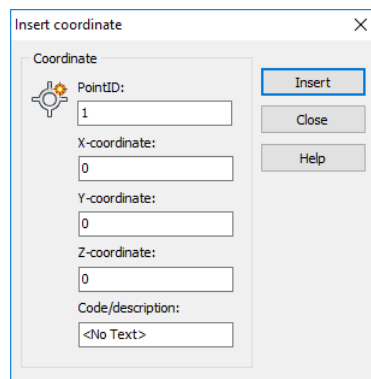 Insert coordinate
Coordinate
PointID:
1
X-coordinate:
0
Y-coordinate:
0
Z-coordinate:
0
Code/description:
<No Text>
Insert
Close
Help